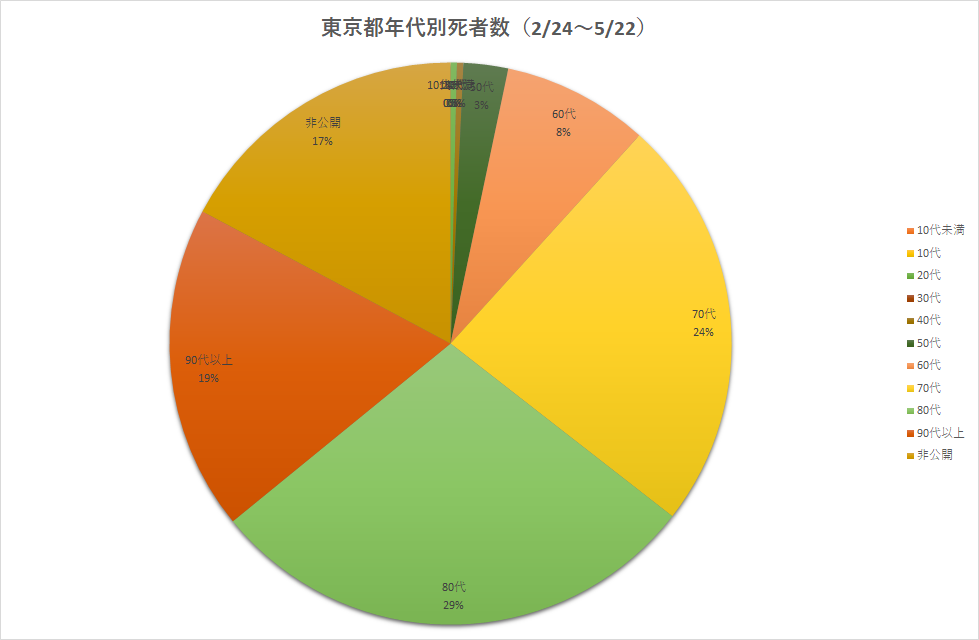 東京都年代別死者数（2/24～5/22）
50代
3%
60代
8%
非公開
17%
70代
24%
90代以上
19%
80代
29%
10代未満
10代
20代
30代
40代
50代
60代
70代
80代
90代以上
非公開